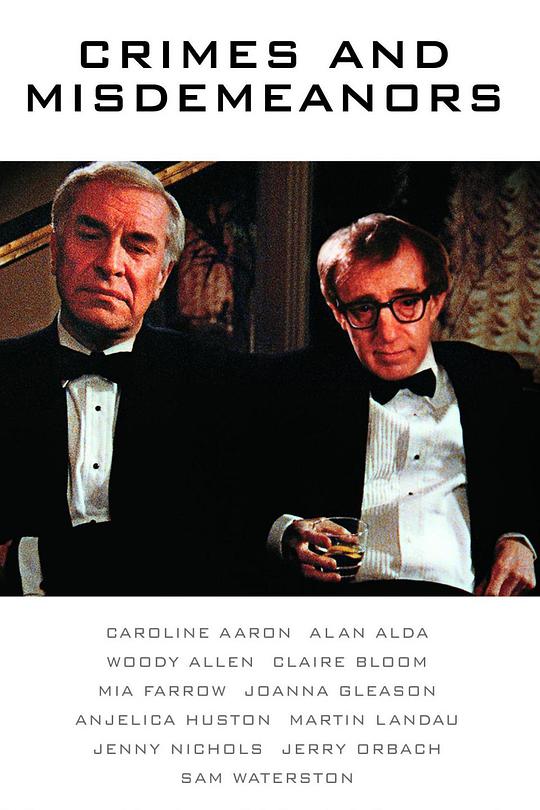 CRIMES AND
MISDEMEANORS
CAROLINE AARON ALAN ALDA
WOODY ALLEN CLAIRE BLOOM
MIA FARROW JOANNA GLEASON
ANJELICA HUSTON MARTIN LANDAU
JENNY NICHOLS JERRY ORBACH
SAM WATERSTON